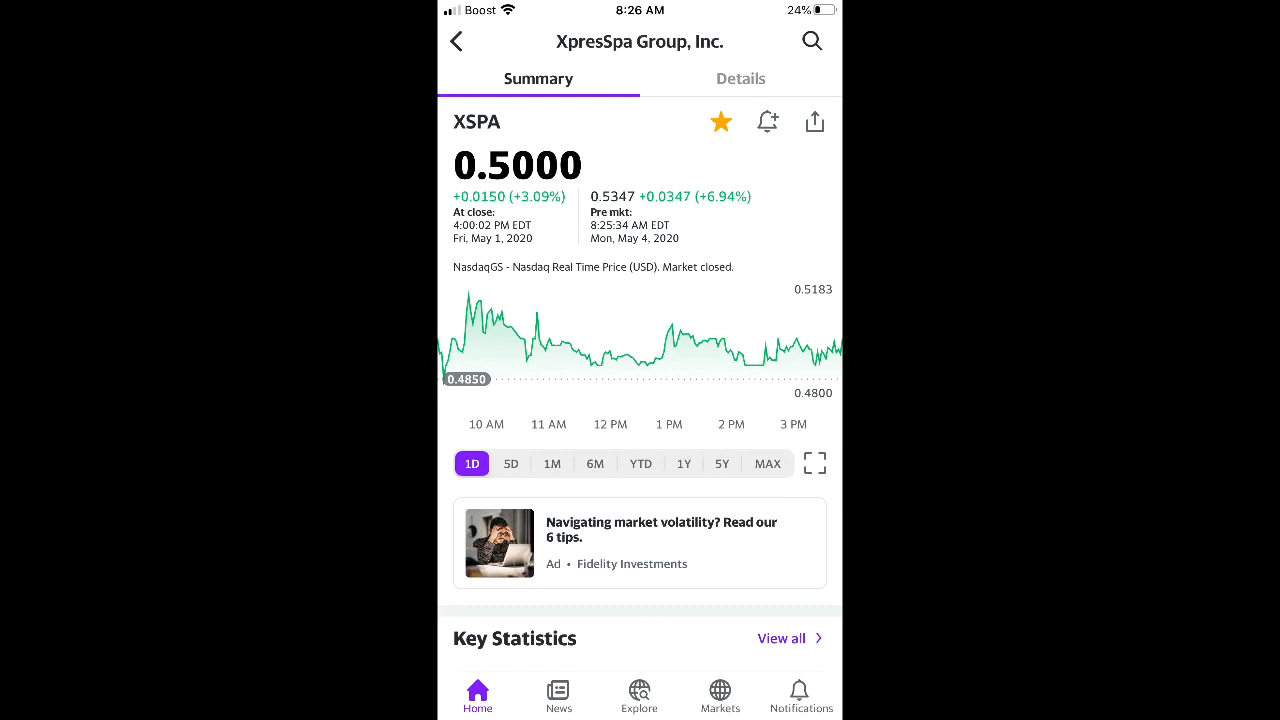 Boost 8:26 AM 24%
XpresSpa Group, Inc.
Summary Details
XSPA
0.5000
+0.0150 (+3.09%) 0.5347 +0.0347 (+6.94%)
At close: Pre mkt:
4:00:02 PM EDT 8:25:34 AM EDT
Fri, May 1, 2020 Mon, May 4, 2020
NasdaqGS - Nasdaq Real Time Price (USD). Market closed.
0.5183
0.4850
0.4800
10 AM 11 AM 12 PM 1 PM 2 PM 3 PM
1D 5D 1M 6M YTD 1Y 5Y MAX
Navigating market volatility? Read our
6 tips.
Ad • Fidelity Investments
Key Statistics View all
Home News Explore Markets Notifications